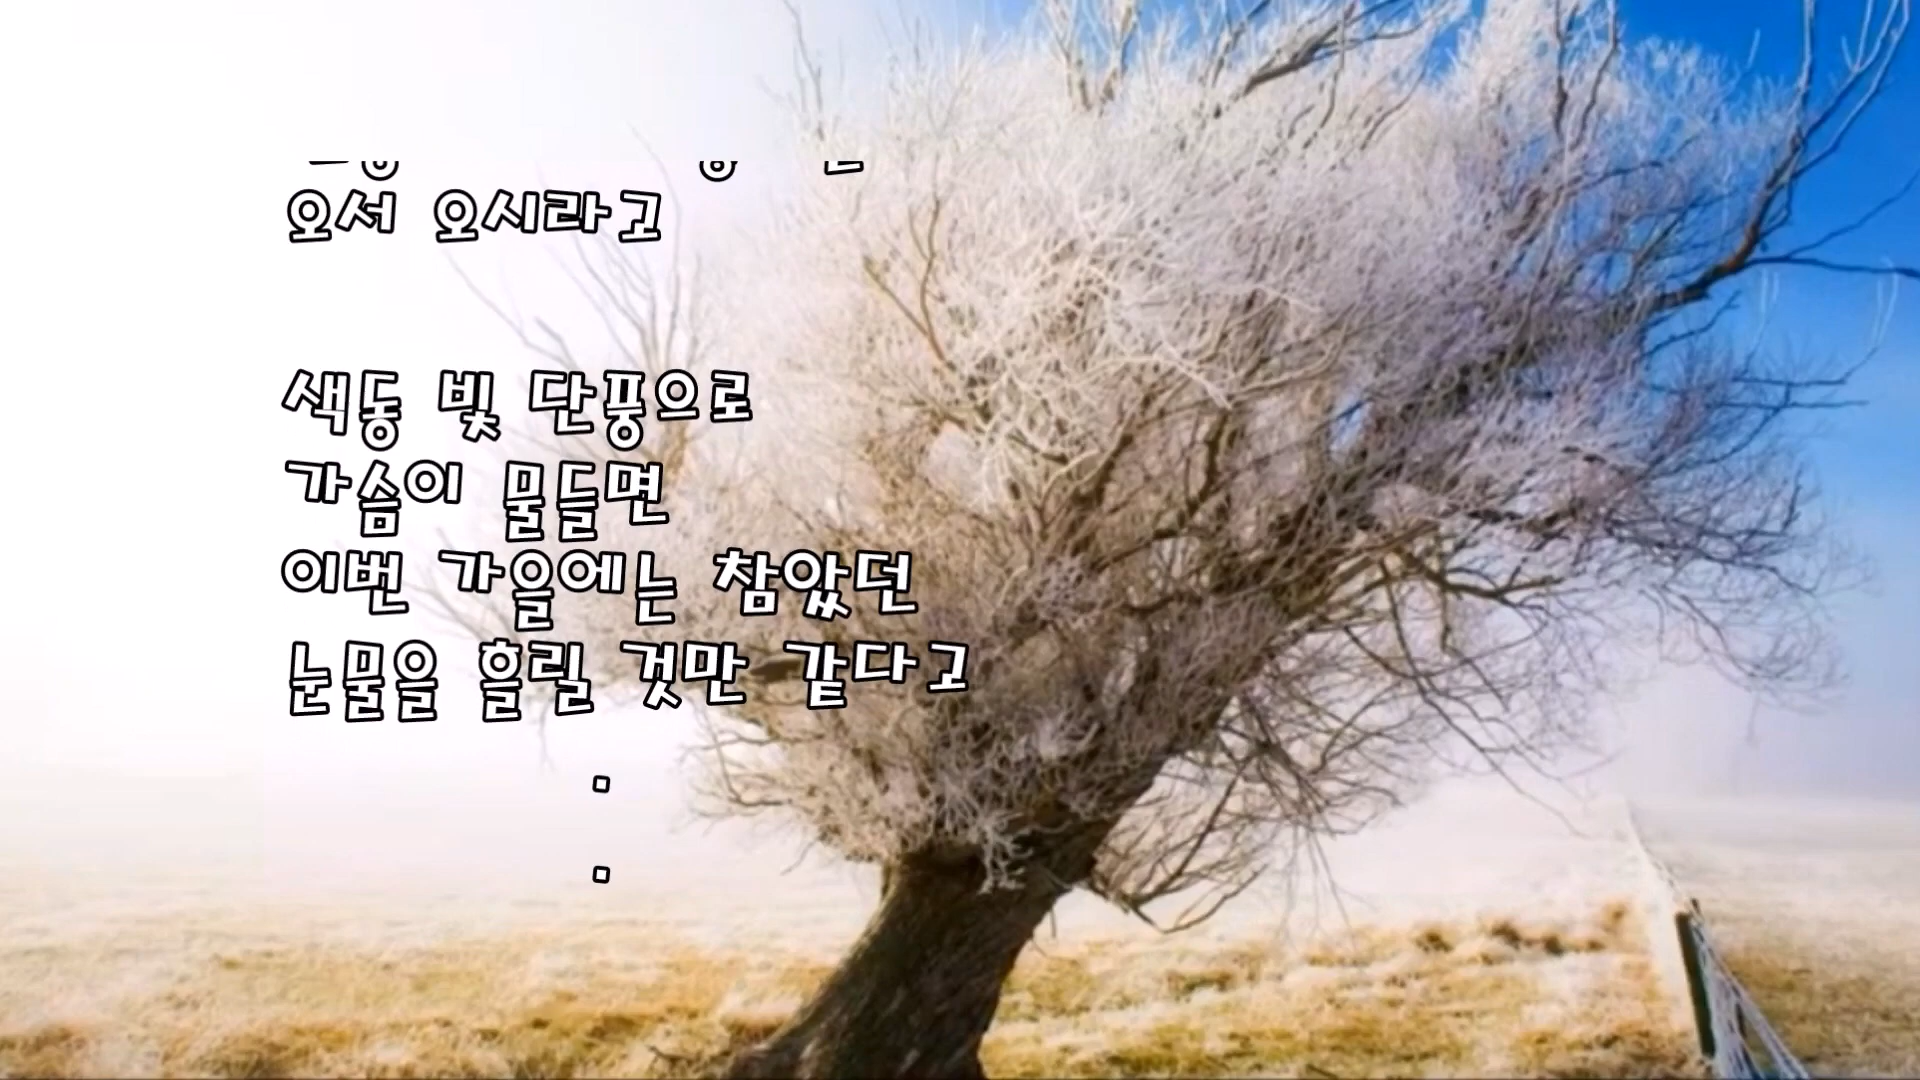 오서 오시라고
색동 빛 단풍으로
가슴이 물들면
이번 가을에는 참았던
눈물을 흘릴 것만 같다고
.
.